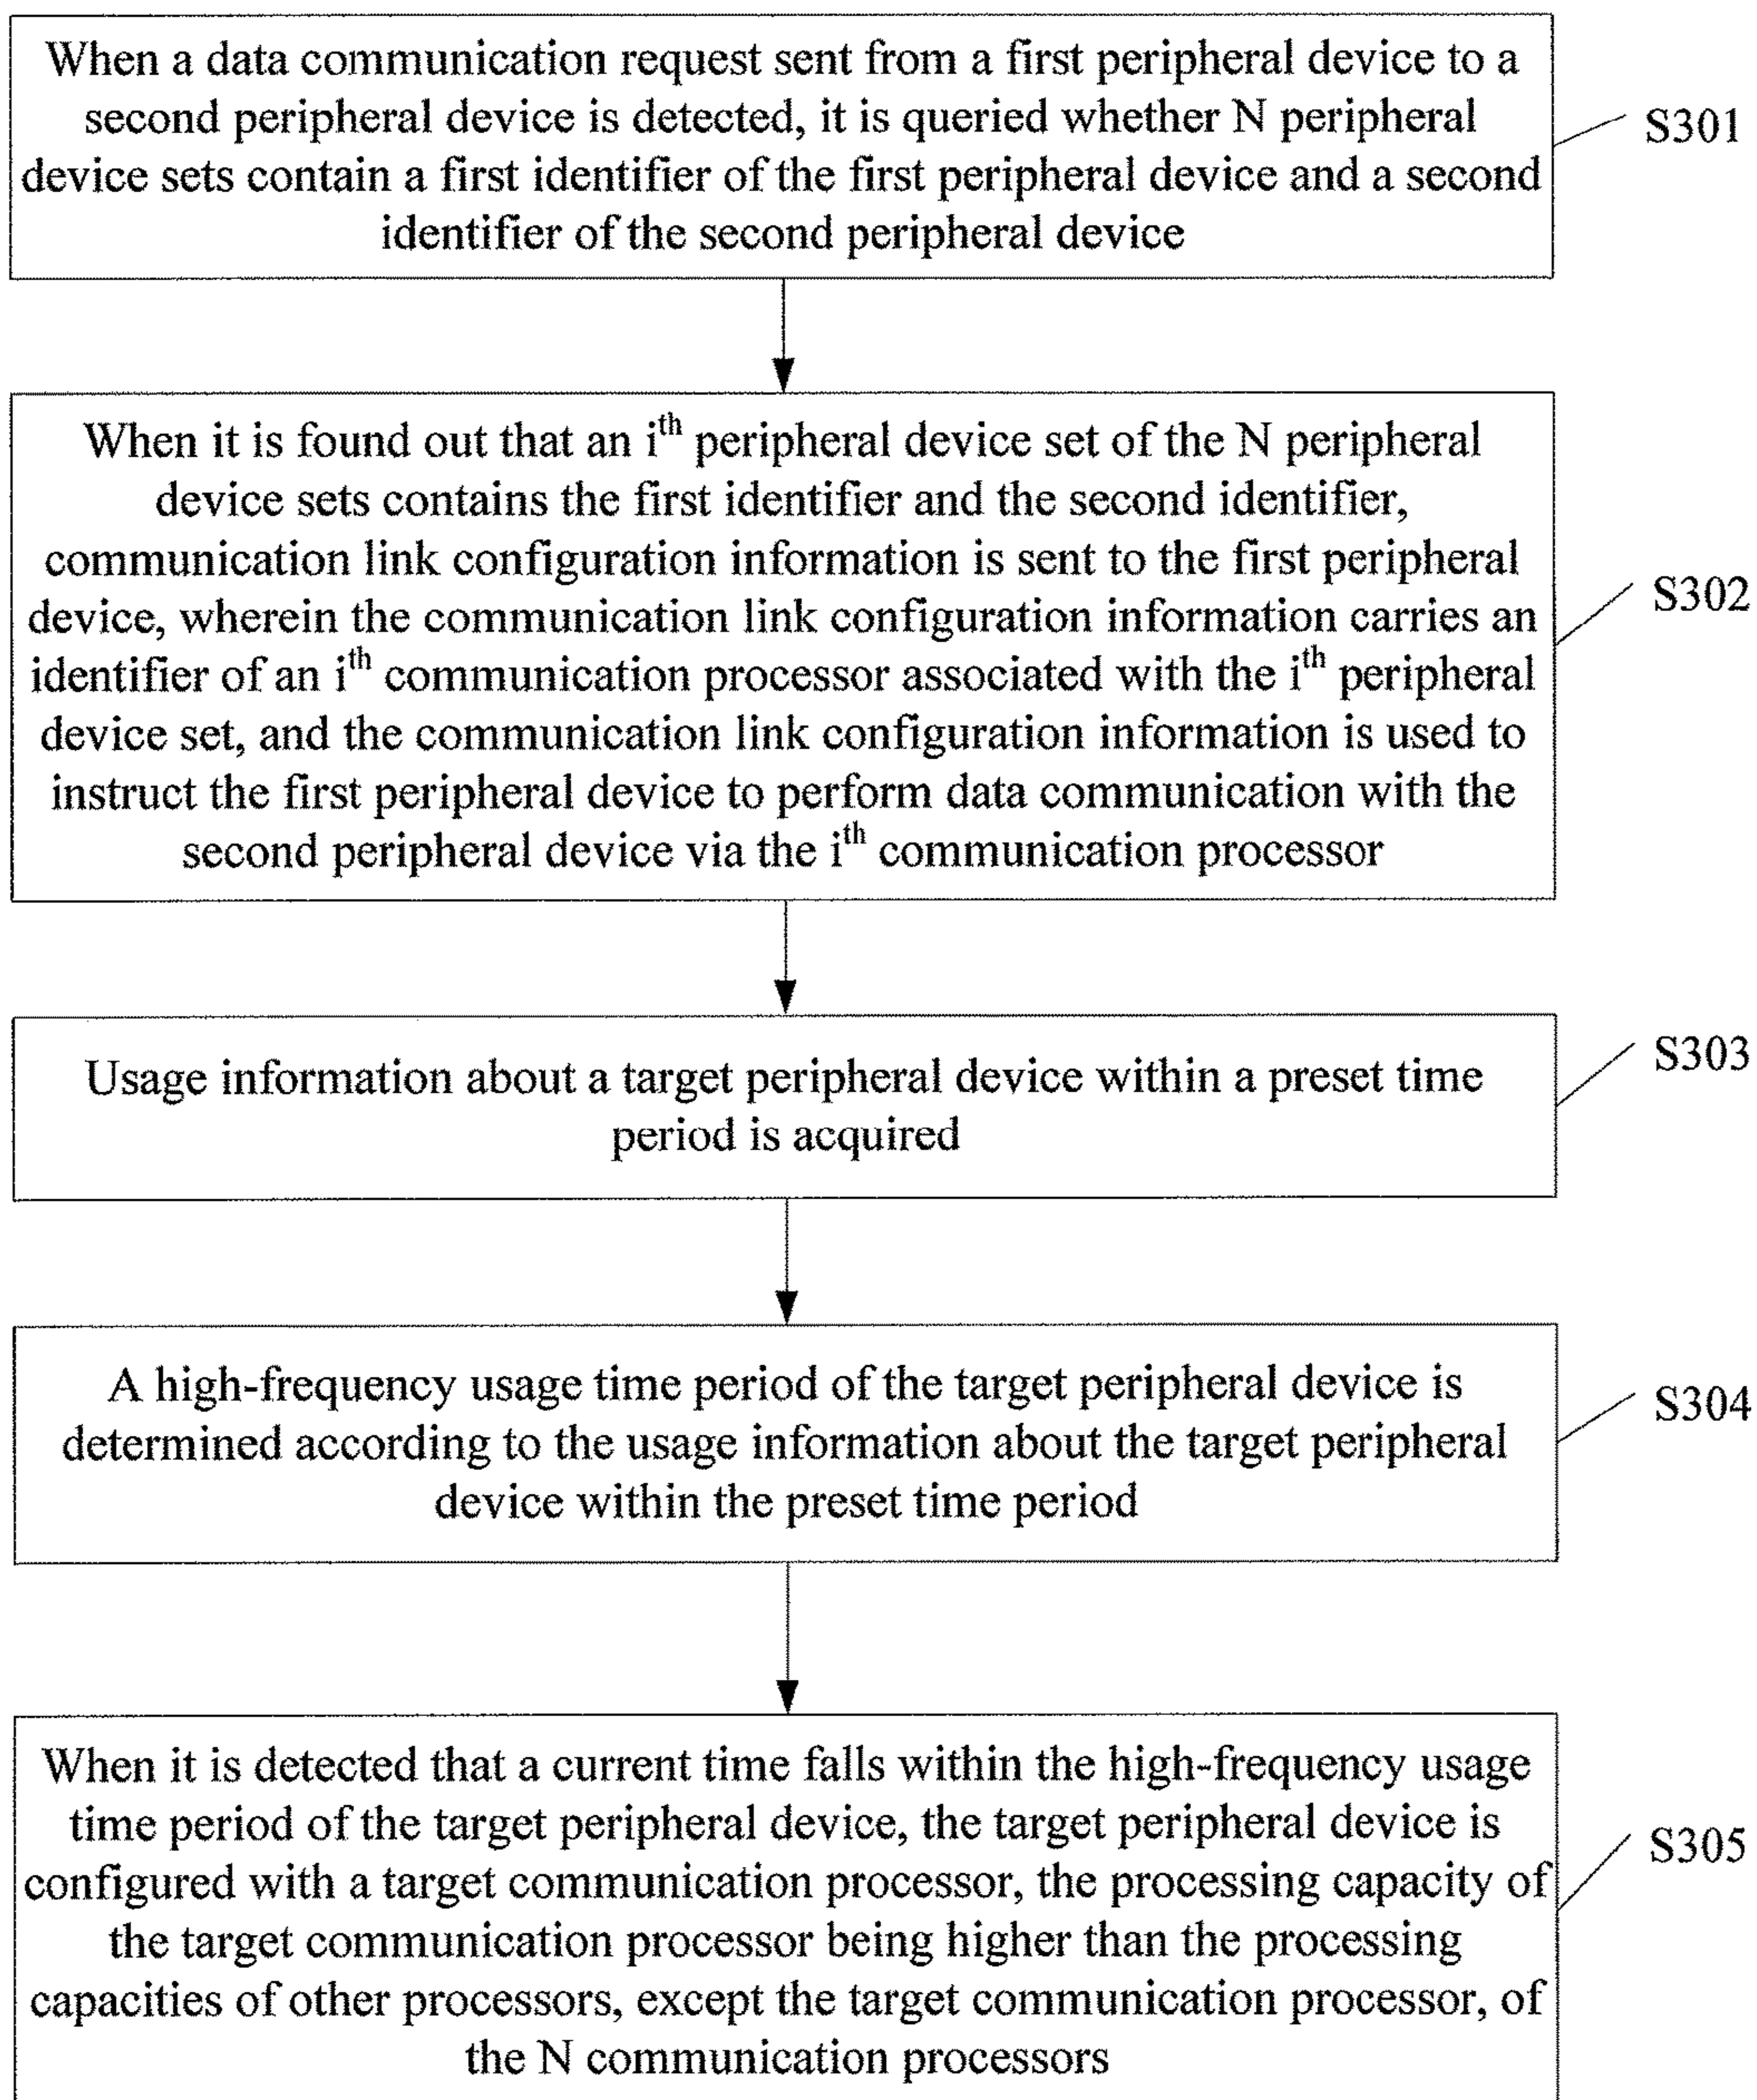 When a data communication request sent from a first peripheral device to a
second peripheral device is detected, it is queried whether N peripheral
device sets contain a first identifier of the first peripheral device and a second
identifier of the second peripheral device
S301
When it is found out that an i^th peripheral device set of the N peripheral
device sets contains the first identifier and the second identifier,
communication link configuration information is sent to the first peripheral
device, wherein the communication link configuration information carries an
identifier of an i^th communication processor associated with the i^th peripheral
device set, and the communication link configuration information is used to
instruct the first peripheral device to perform data communication with the
second peripheral device via the i^th communication processor
S302
Usage information about a target peripheral device within a preset time
period is acquired
S303
A high-frequency usage time period of the target peripheral device is
determined according to the usage information about the target peripheral
device within the preset time period
S304
When it is detected that a current time falls within the high-frequency usage
time period of the target peripheral device, the target peripheral device is
configured with a target communication processor, the processing capacity of
the target communication processor being higher than the processing
capacities of other processors, except the target communication processor, of
the N communication processors
S305